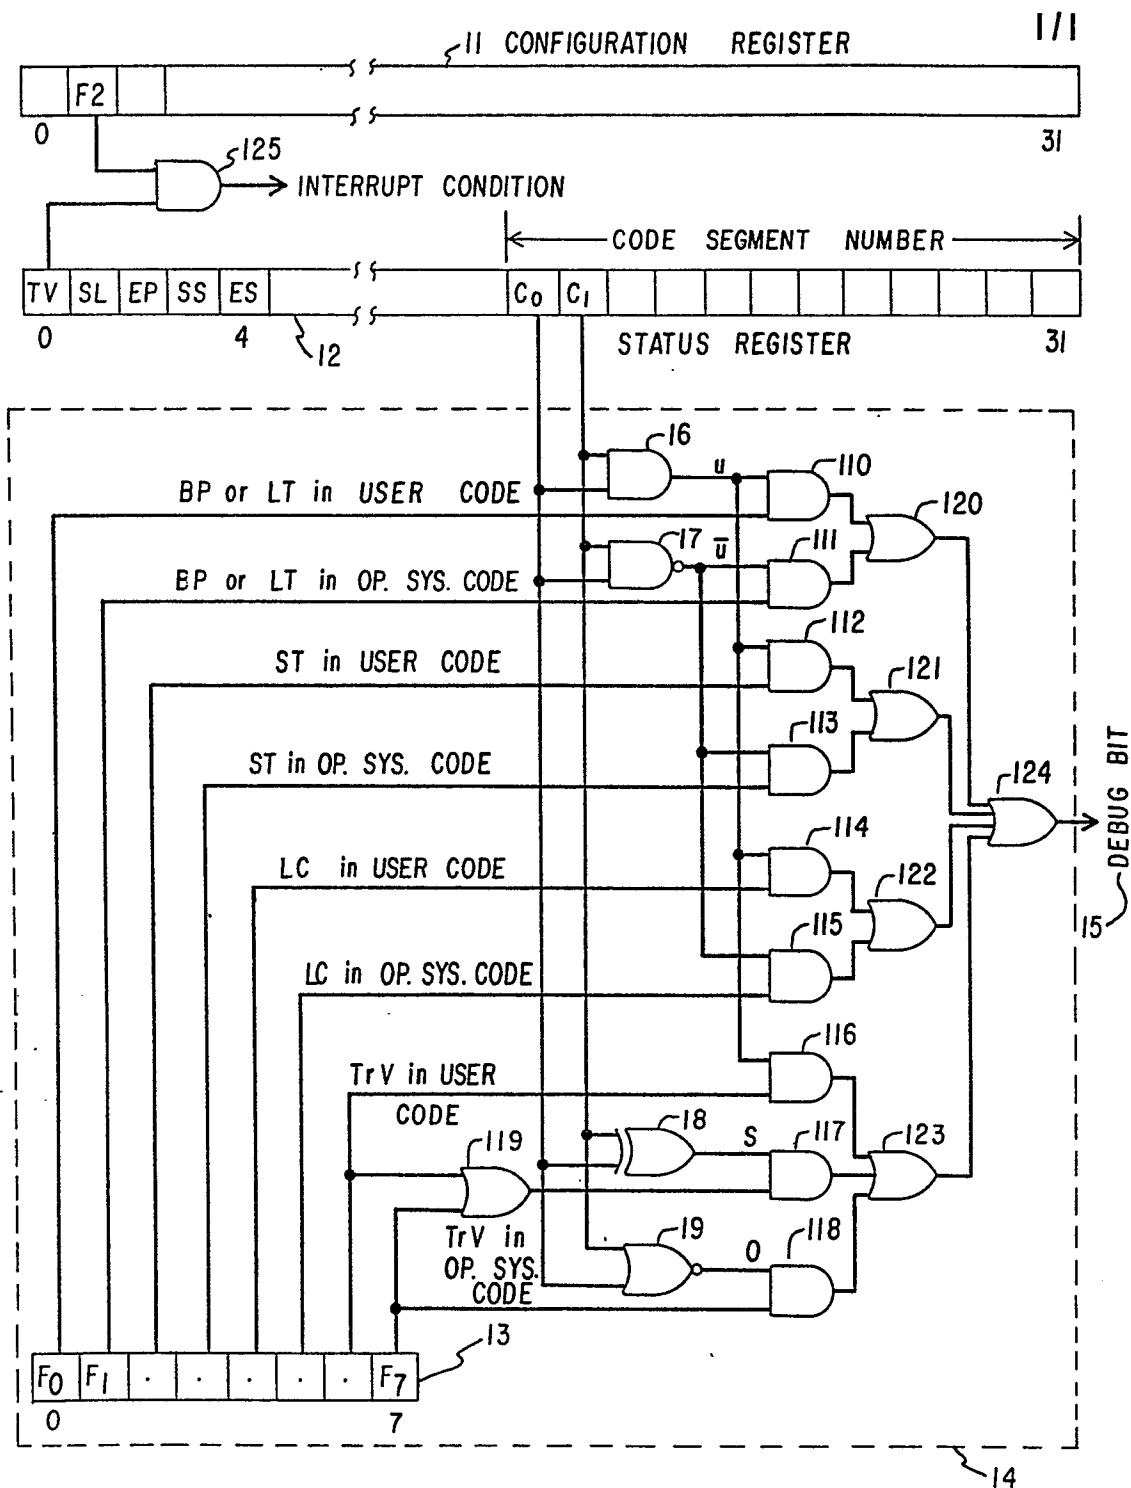 1/1
11 CONFIGURATION REGISTER
F2
0
31
125
INTERRUPT CONDITION
CODE SEGMENT NUMBER
TV SL EP SS ES C0 C1
0
4
12
STATUS REGISTER
31
16
u
110
BP or LT in USER CODE
120
17
u̅
111
BP or LT in OP. SYS. CODE
112
ST in USER CODE
121
113
ST in OP. SYS. CODE
124
DEBUG BIT
15
114
LC in USER CODE
122
115
LC in OP. SYS. CODE
116
TrV in USER
CODE
18
S
117
123
119
19
O
118
TrV in
OP. SYS.
CODE
13
F0 F1 . . . . . F7
0
7
14